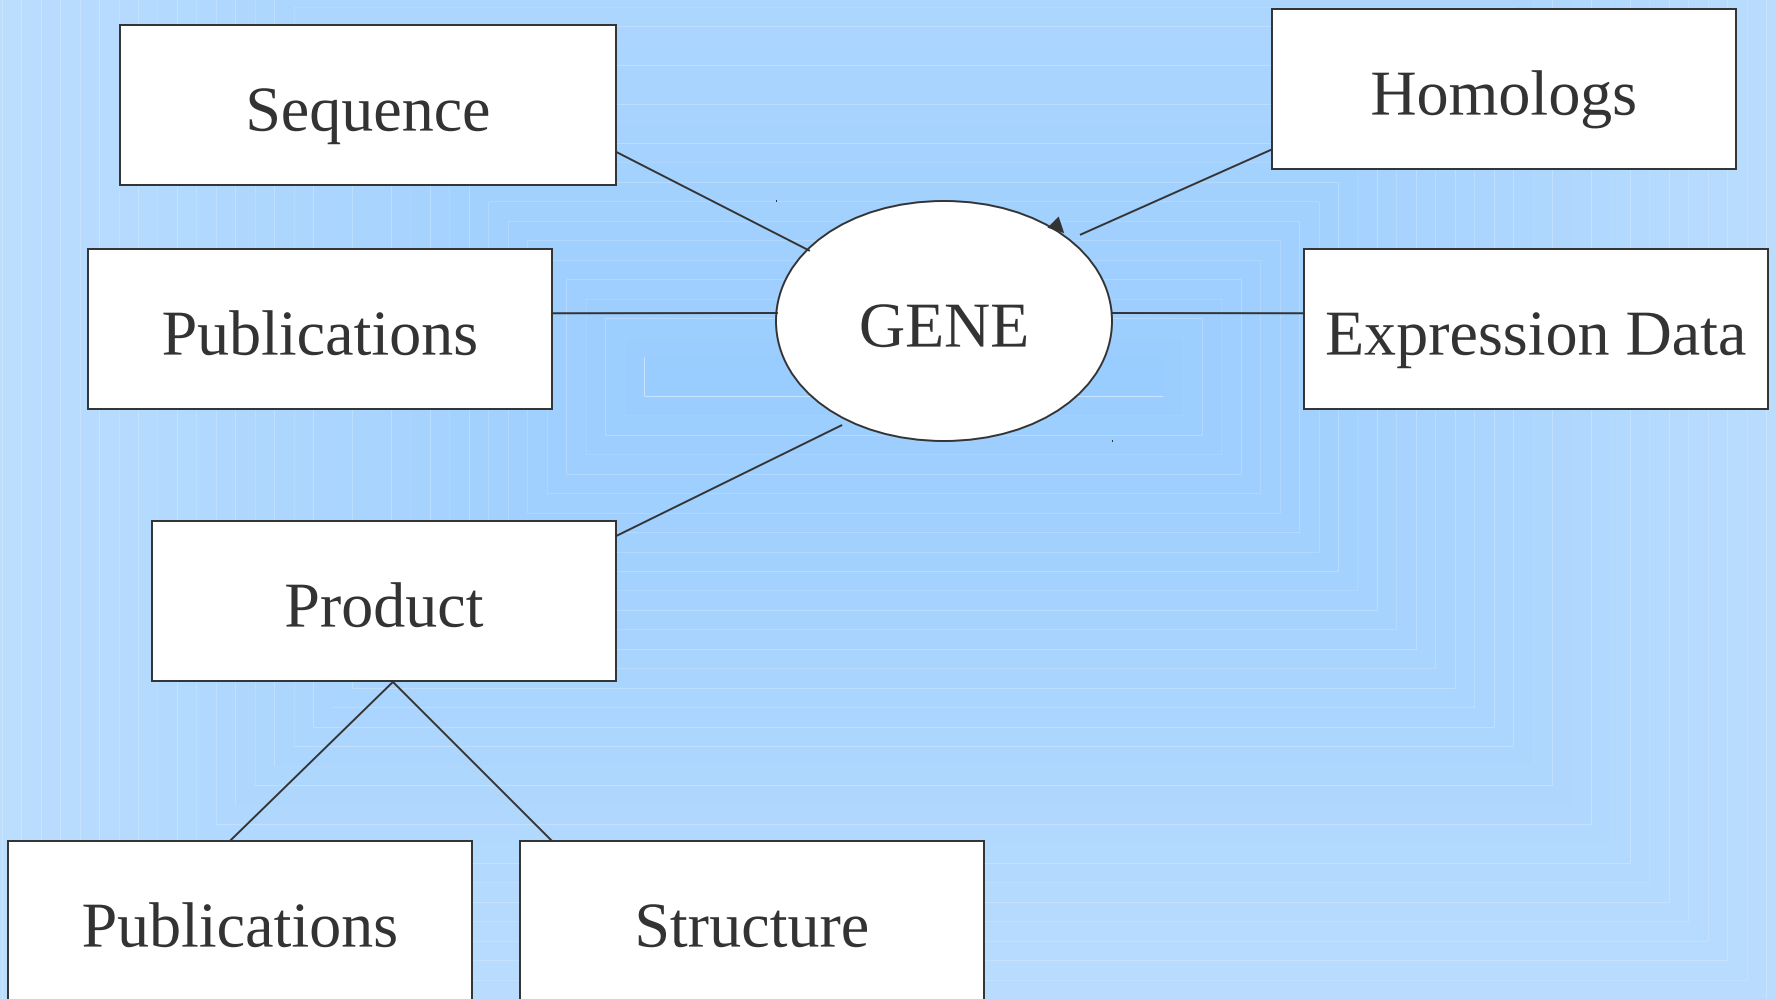 Sequence
Homologs
Publications
GENE
Expression Data
Product
Publications
Structure